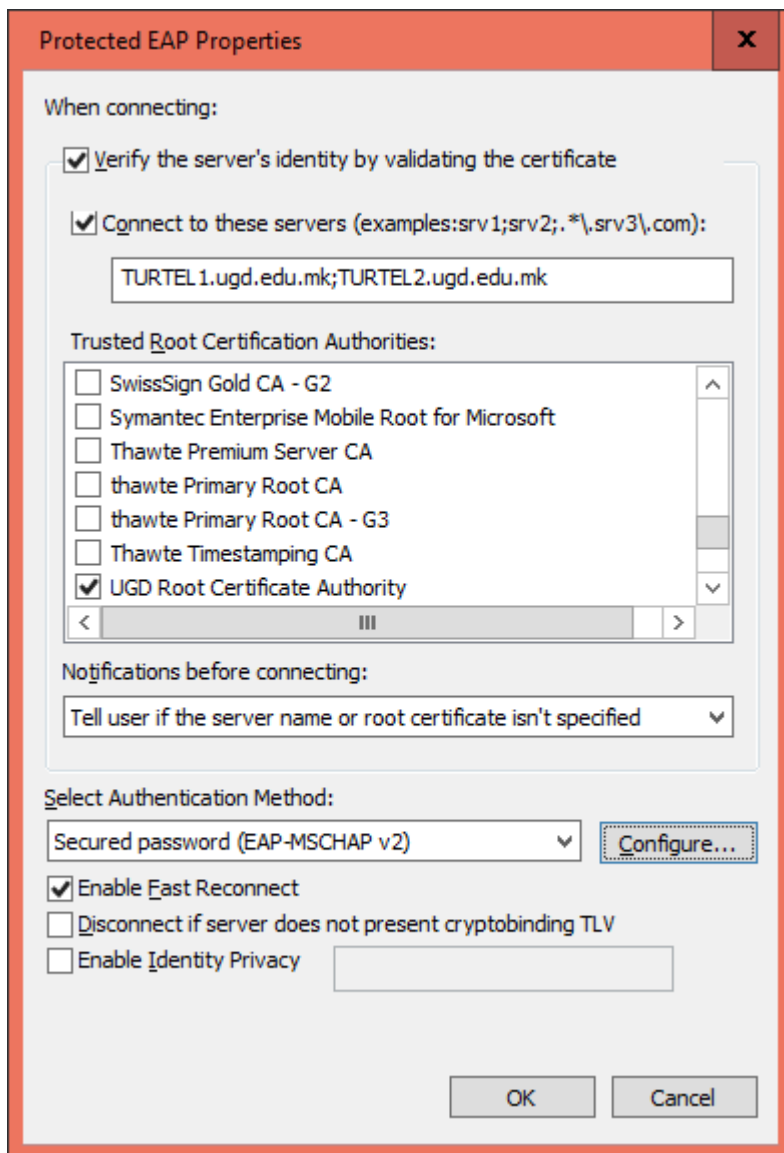 Protected EAP Properties
x
When connecting:
Verify the server's identity by validating the certificate
Connect to these servers (examples:srv1;srv2;.*\.srv3\.com):
TURTEL1.ugd.edu.mk;TURTEL2.ugd.edu.mk
Trusted Root Certification Authorities:
SwissSign Gold CA - G2
Symantec Enterprise Mobile Root for Microsoft
Thawte Premium Server CA
thawte Primary Root CA
thawte Primary Root CA - G3
Thawte Timestamping CA
UGD Root Certificate Authority
Notifications before connecting:
Tell user if the server name or root certificate isn't specified
Select Authentication Method:
Secured password (EAP-MSCHAP v2)
Configure...
Enable Fast Reconnect
Disconnect if server does not present cryptobinding TLV
Enable Identity Privacy
OK
Cancel